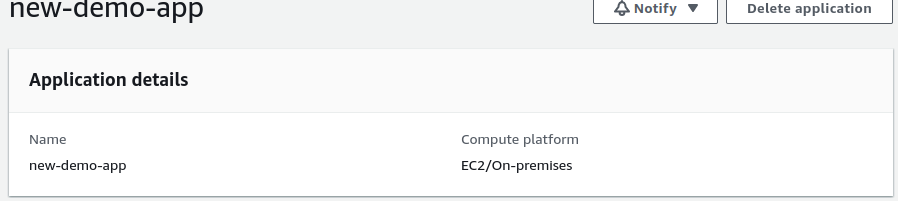 new-demo-app
Notify
Delete application
Application details
Name
Compute platform
new-demo-app
EC2/On-premises